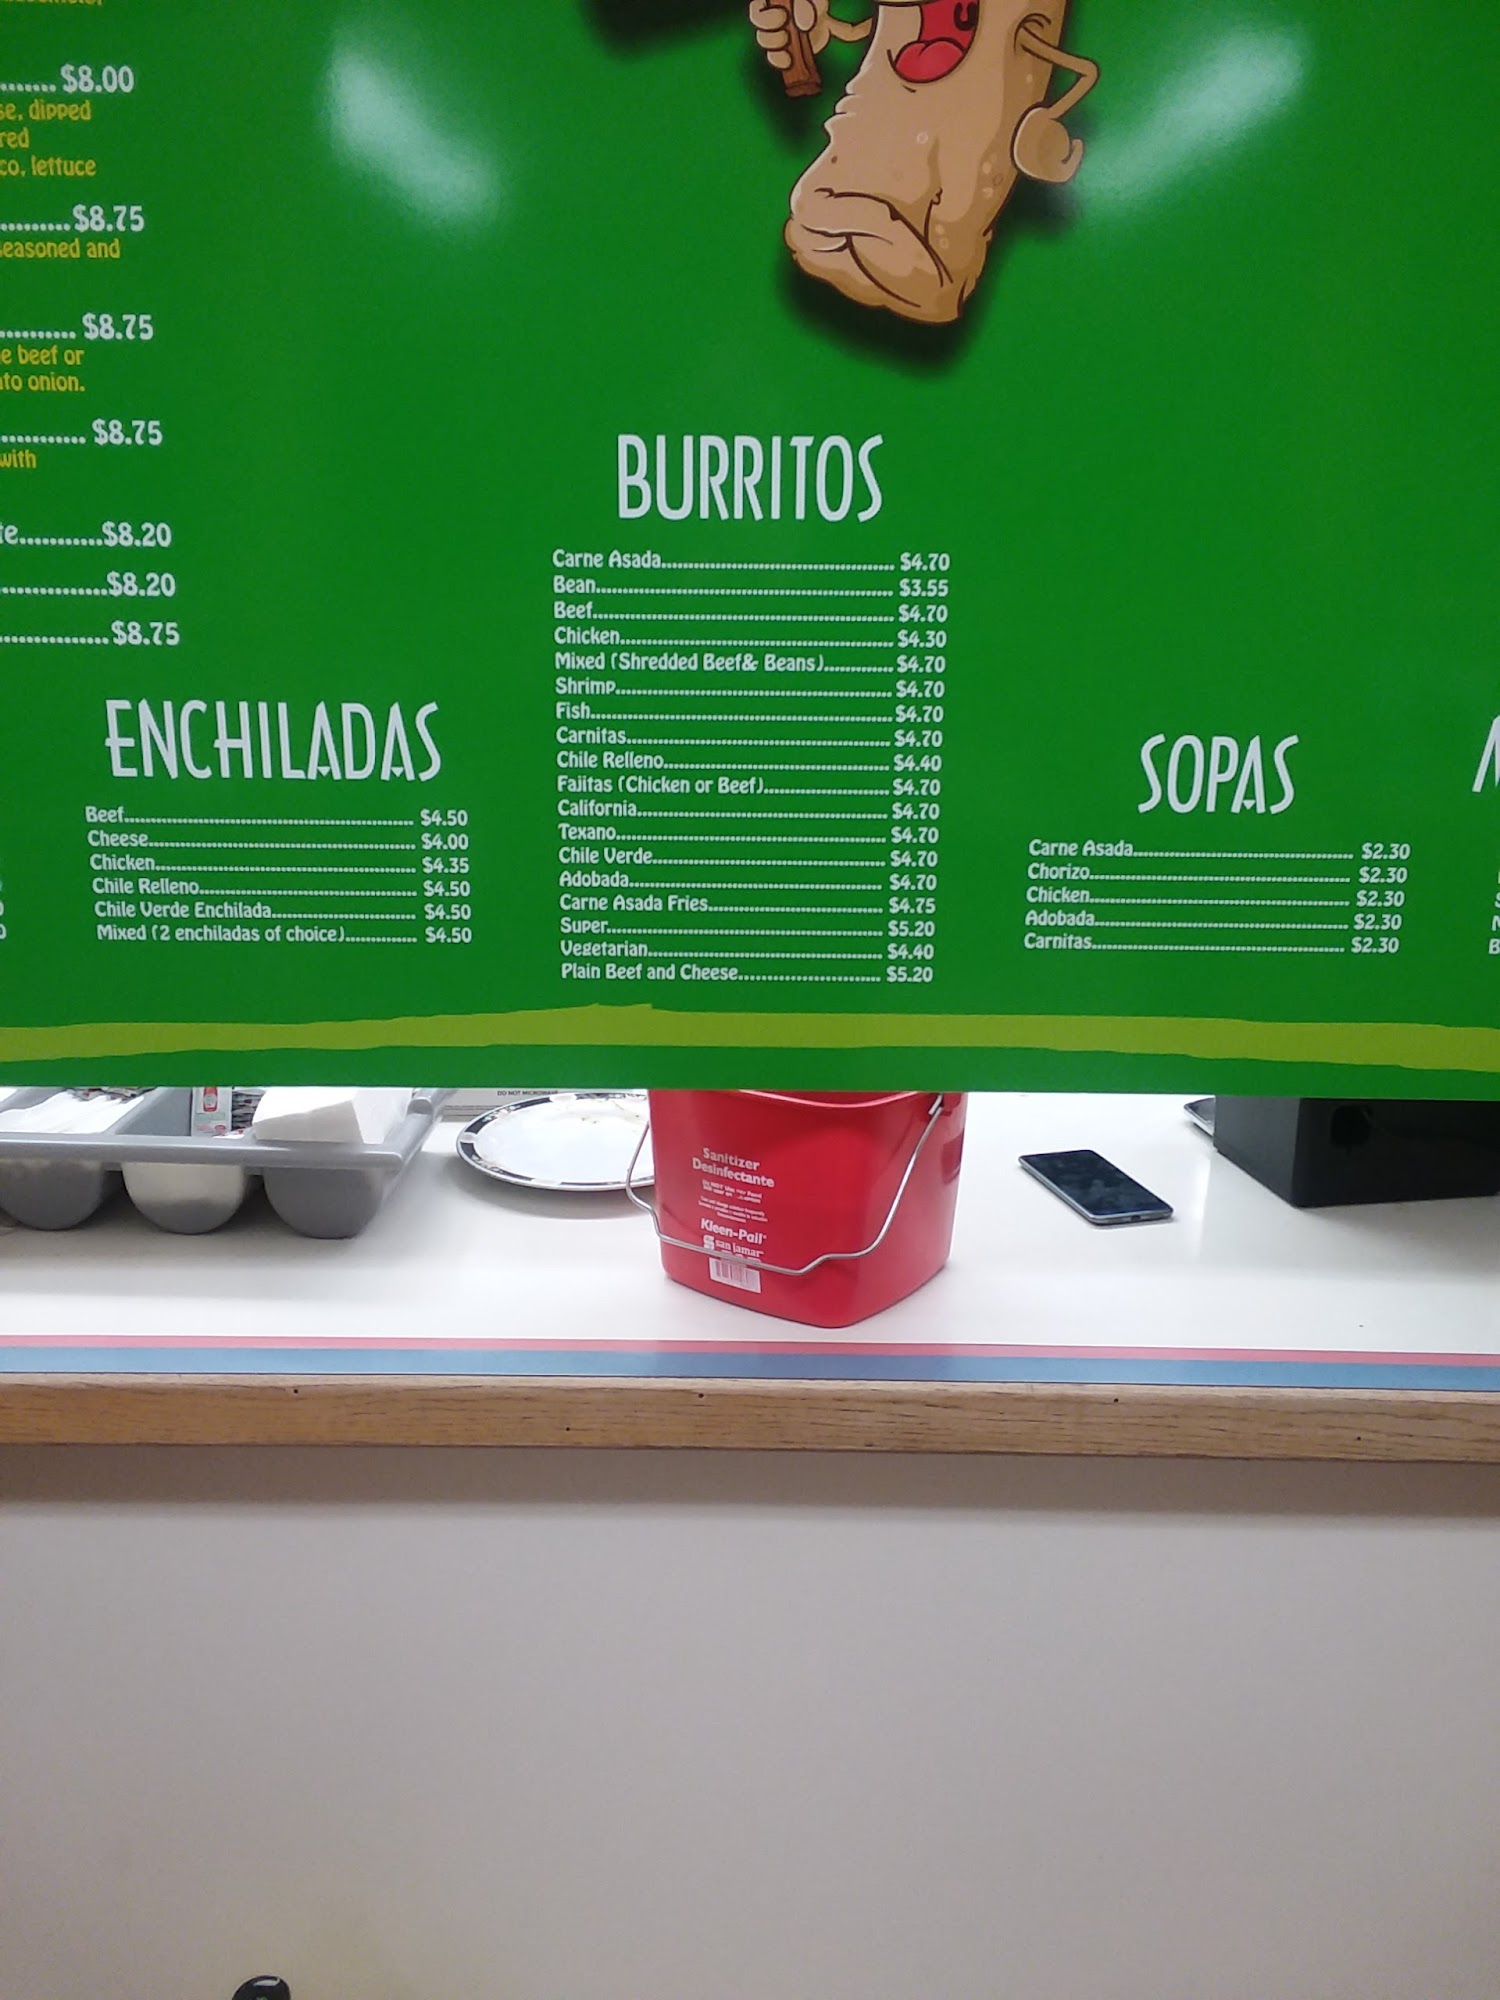 ........ $8.00
se, dipped
red
co, lettuce
.......... $8.75
seasoned and
........... $8.75
e beef or
ato onion.
............ $8.75
with
te...........$8.20
..............$8.20
..............$8.75
ENCHILADAS
Beef.......... $4.50
Cheese.......... $4.00
Chicken.......... $4.35
Chile Relleno.......... $4.50
Chile Verde Enchilada.......... $4.50
Mixed (2 enchiladas of choice).......... $4.50
BURRITOS
Carne Asada.......... $4.70
Bean.......... $3.55
Beef.......... $4.70
Chicken.......... $4.30
Mixed (Shredded Beef& Beans).......... $4.70
Shrimp.......... $4.70
Fish.......... $4.70
Carnitas.......... $4.70
Chile Relleno.......... $4.40
Fajitas (Chicken or Beef).......... $4.70
California.......... $4.70
Texano.......... $4.70
Chile Verde.......... $4.70
Adobada.......... $4.70
Carne Asada Fries.......... $4.75
Super.......... $5.20
Vegetarian.......... $4.40
Plain Beef and Cheese.......... $5.20
SOPAS
Carne Asada.......... $2.30
Chorizo.......... $2.30
Chicken.......... $2.30
Adobada.......... $2.30
Carnitas.......... $2.30
DO NOT MICROWAVE
Sanitizer
Desinfectante
Kleen-Pail
san jamar